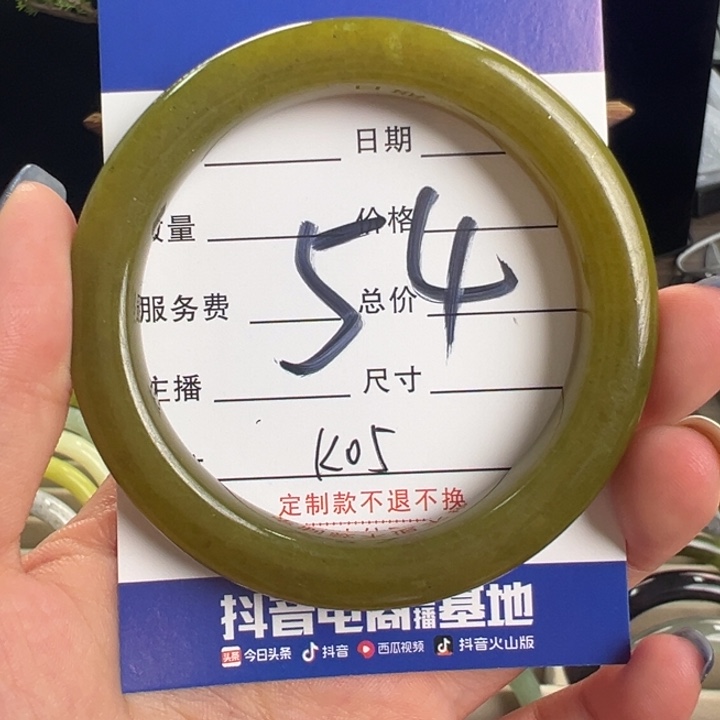 日期
数量 价格
服务费 总价
主播 尺寸
54
K05
定制款不退不换
抖音电商直播基地
头条 今日头条 抖音 西瓜视频 抖音火山版